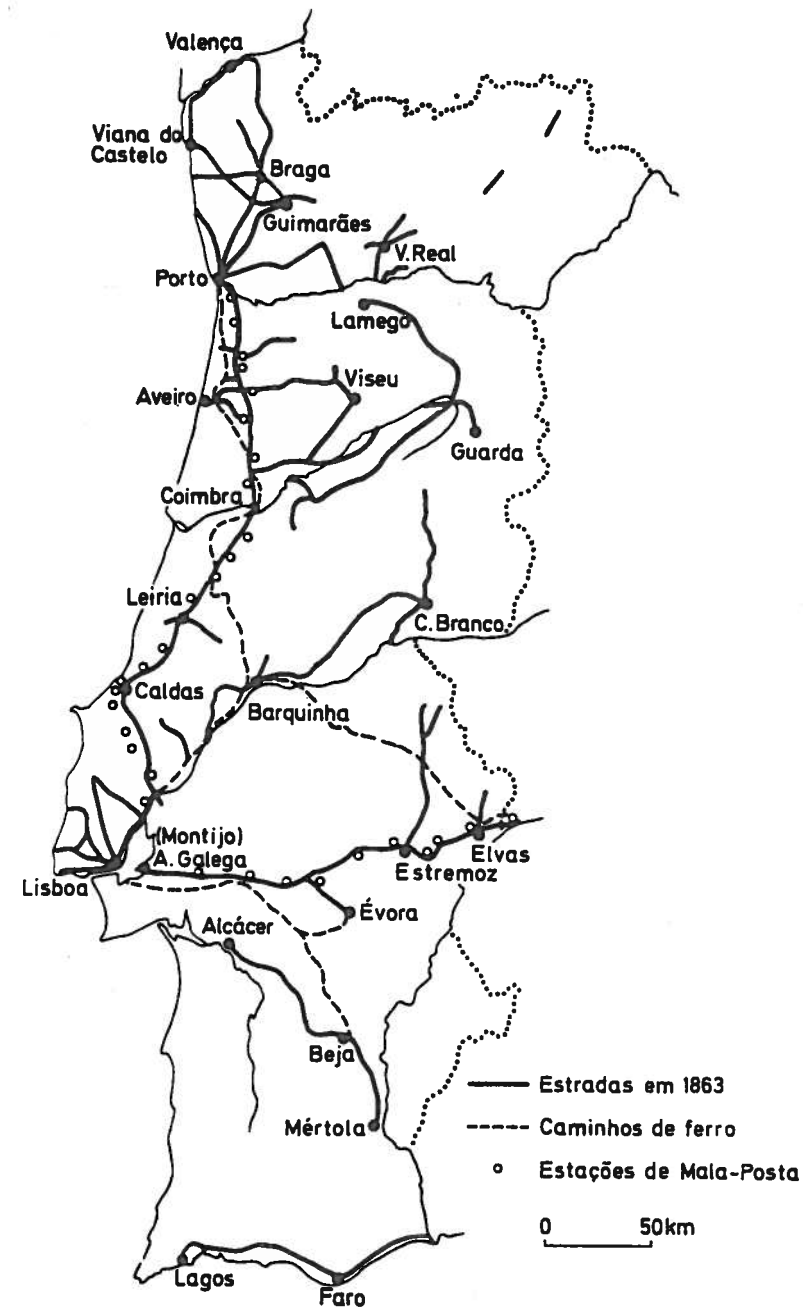 Valença
Viana do
Castelo
Braga
Guimarães
V. Real
Porto
Lamego
Viseu
Aveiro
Guarda
Coimbra
Leiria
C. Branco
Caldas
Barquinha
(Montijo)
A. Galega
Elvas
Estremoz
Lisboa
Évora
Alcácer
Beja
Mértola
Lagos
Faro
Estradas em 1863
Caminhos de ferro
Estações de Mala-Posta
0 50km